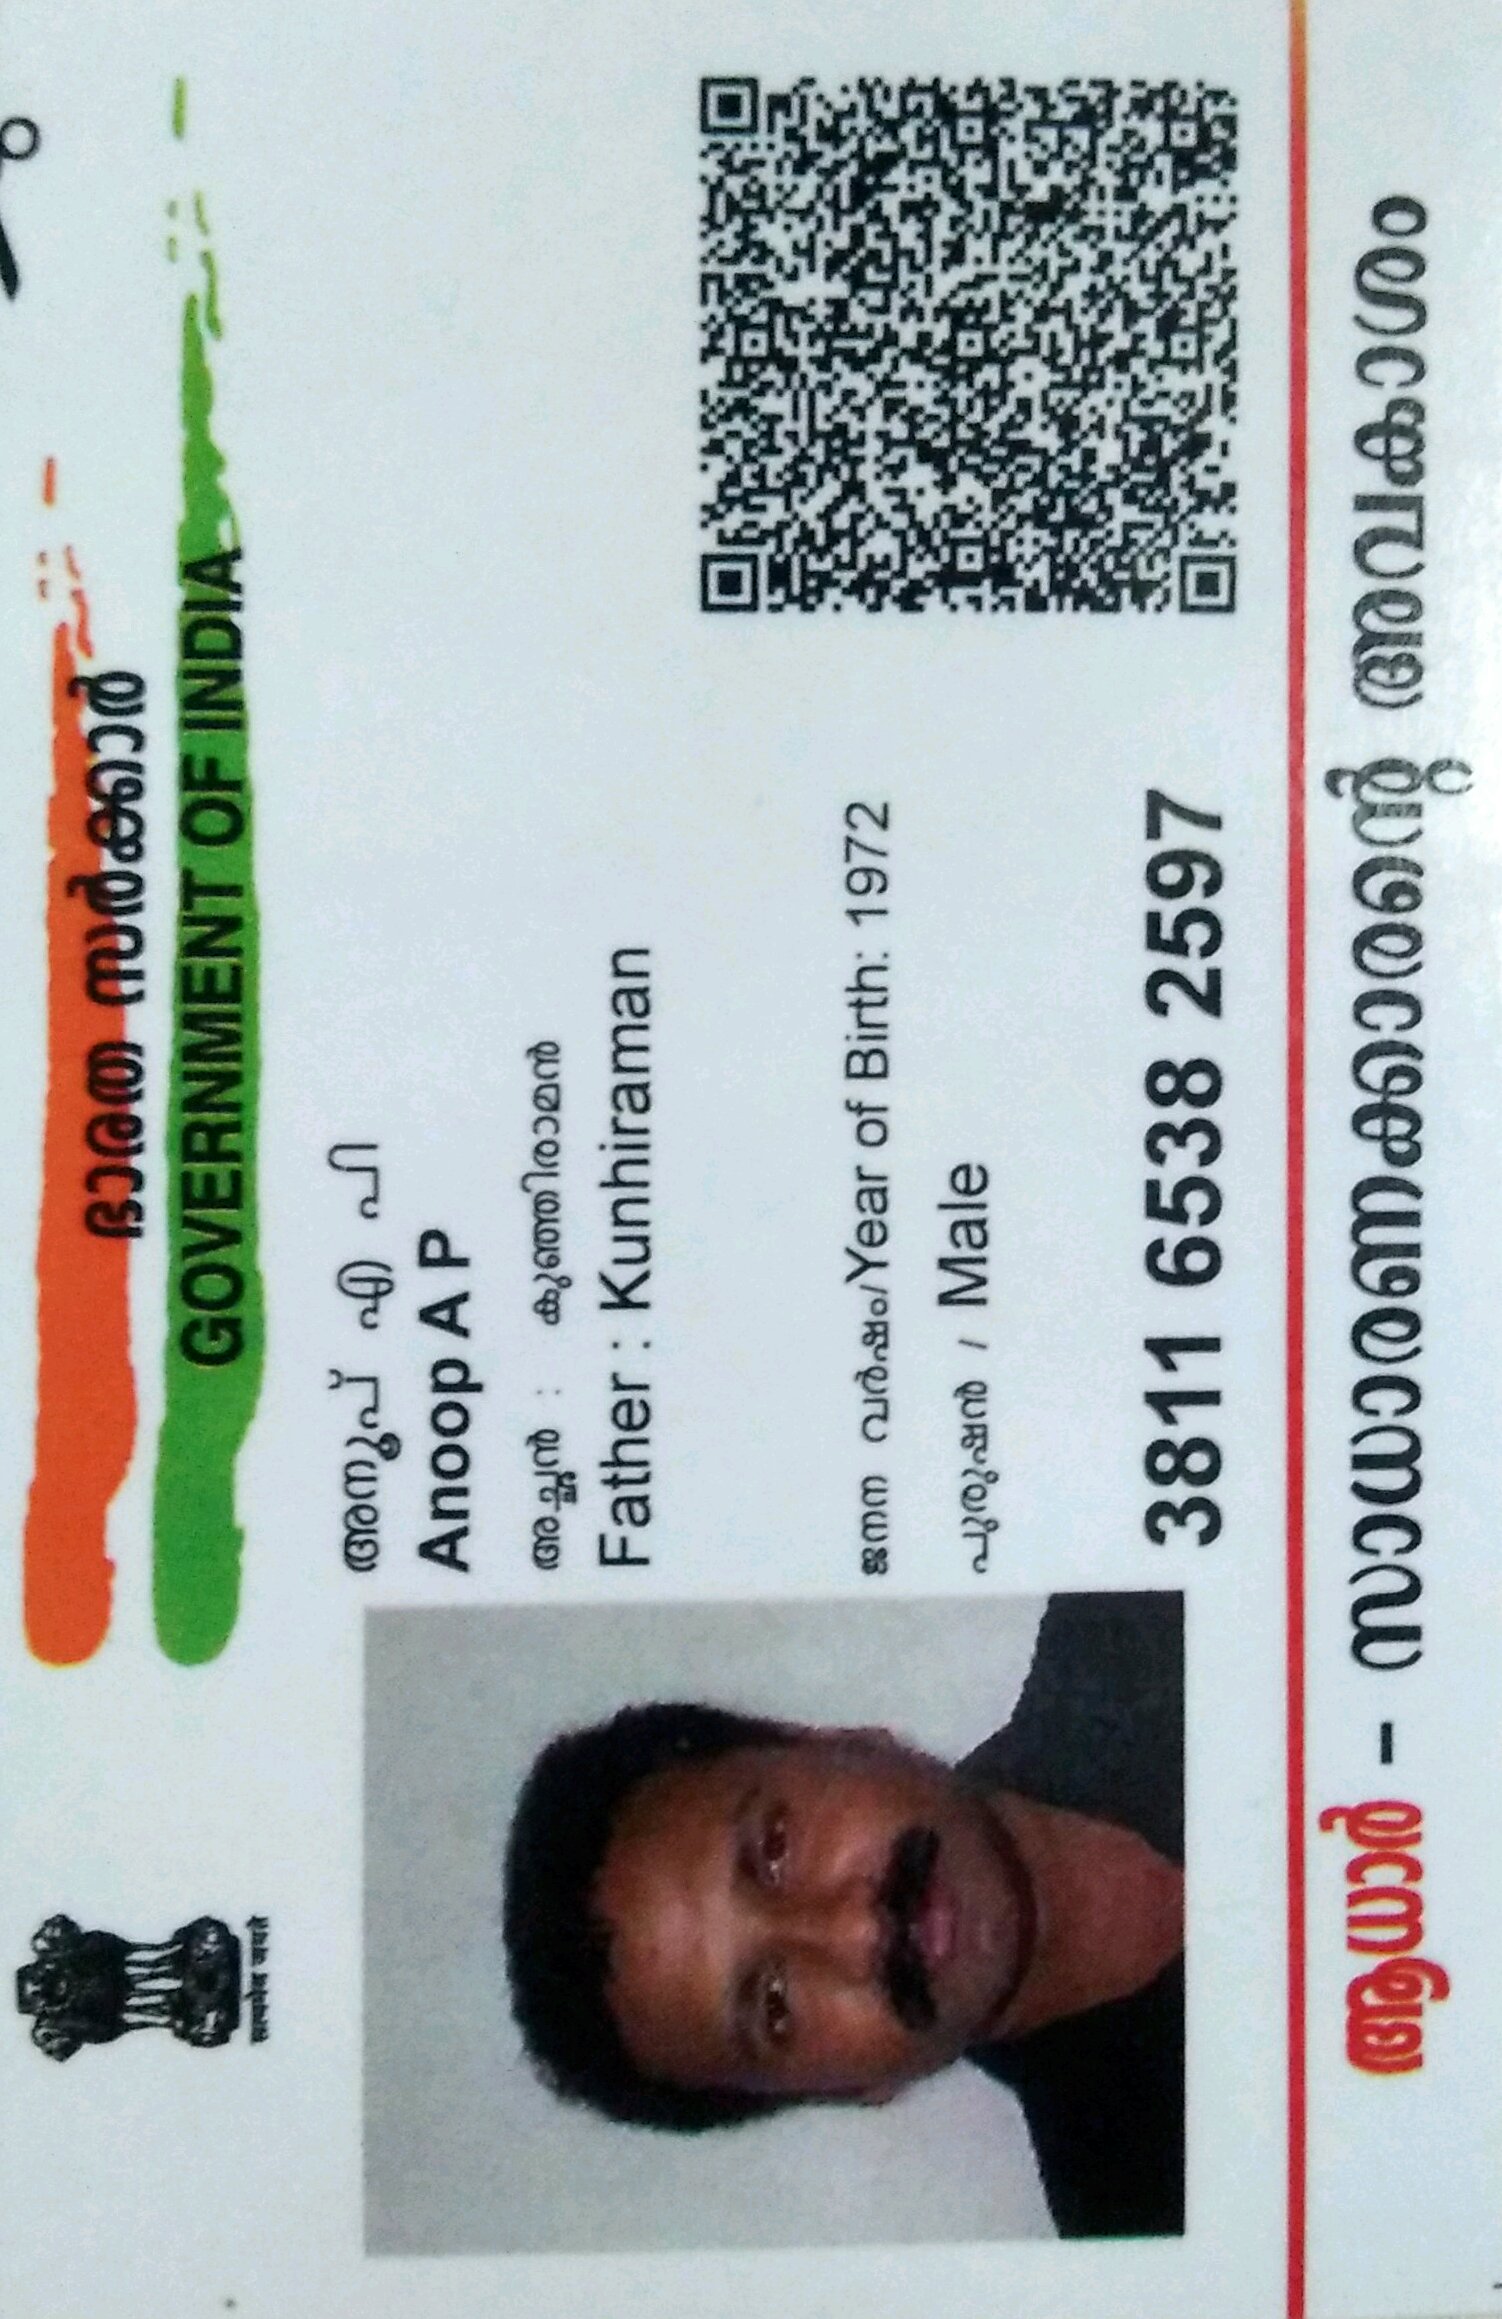 ഭാരത സർക്കാർ
GOVERNMENT OF INDIA
सत्यमेव जयते
അനൂപ് എ പി
Anoop A P
അച്ഛൻ : കുഞ്ഞിരാമൻ
Father : Kunhiraman
ജനന വർഷം/Year of Birth: 1972
പുരുഷൻ / Male
3811 6538 2597
ആധാർ - സാധാരണക്കാരന്റെ അവകാശം